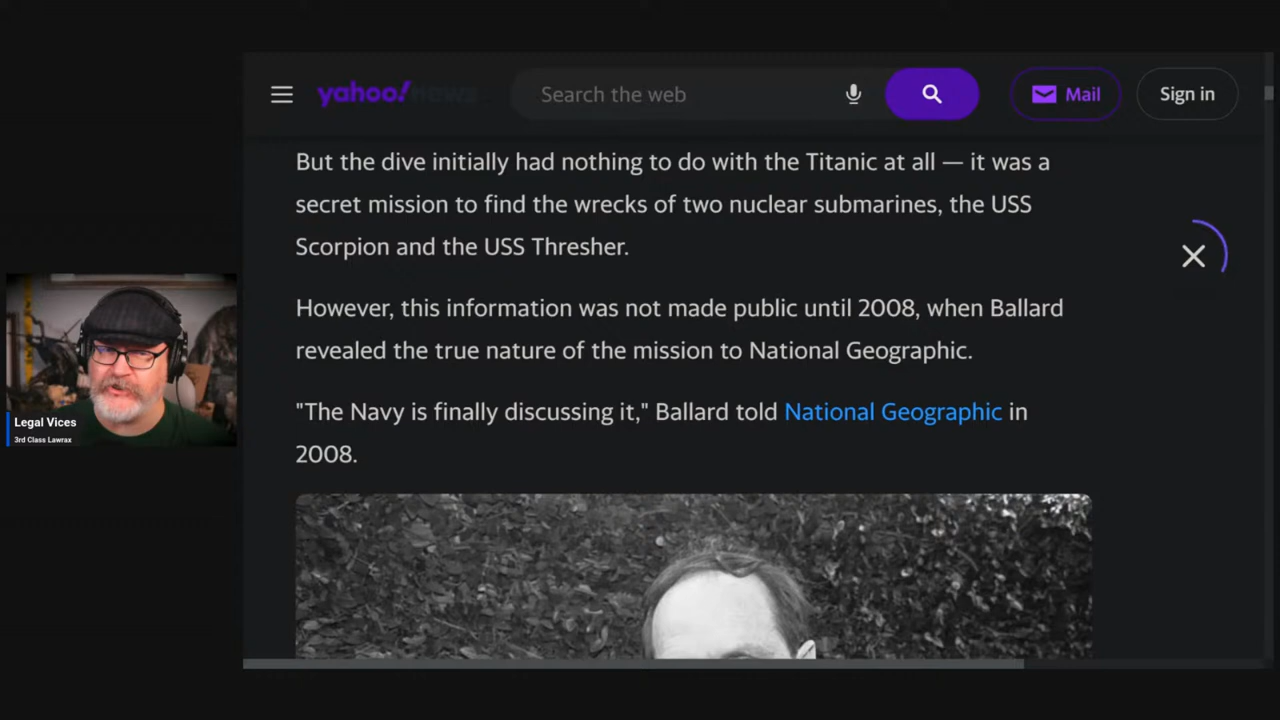 yahoo!news
Search the web
Mail
Sign in
But the dive initially had nothing to do with the Titanic at all — it was a
secret mission to find the wrecks of two nuclear submarines, the USS
Scorpion and the USS Thresher.
However, this information was not made public until 2008, when Ballard
revealed the true nature of the mission to National Geographic.
"The Navy is finally discussing it," Ballard told National Geographic in
2008.
Legal Vices
3rd Class Lawrax